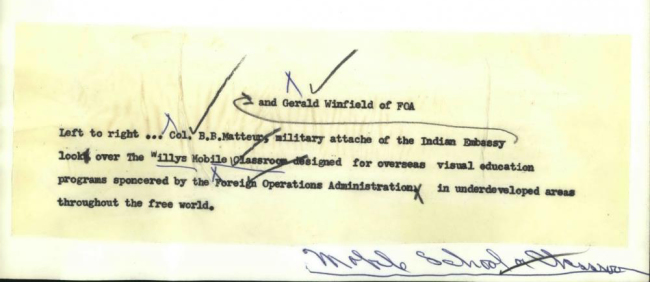 and Gerald Winfield of FOA
Left to right ... Col. B.B.Matteur, military attache of the Indian Embassy
look over The Willys Mobile Classroom designed for overseas visual education
programs sponcered by the Foreign Operations Administration, in underdeveloped areas
throughout the free world.
Mobile School